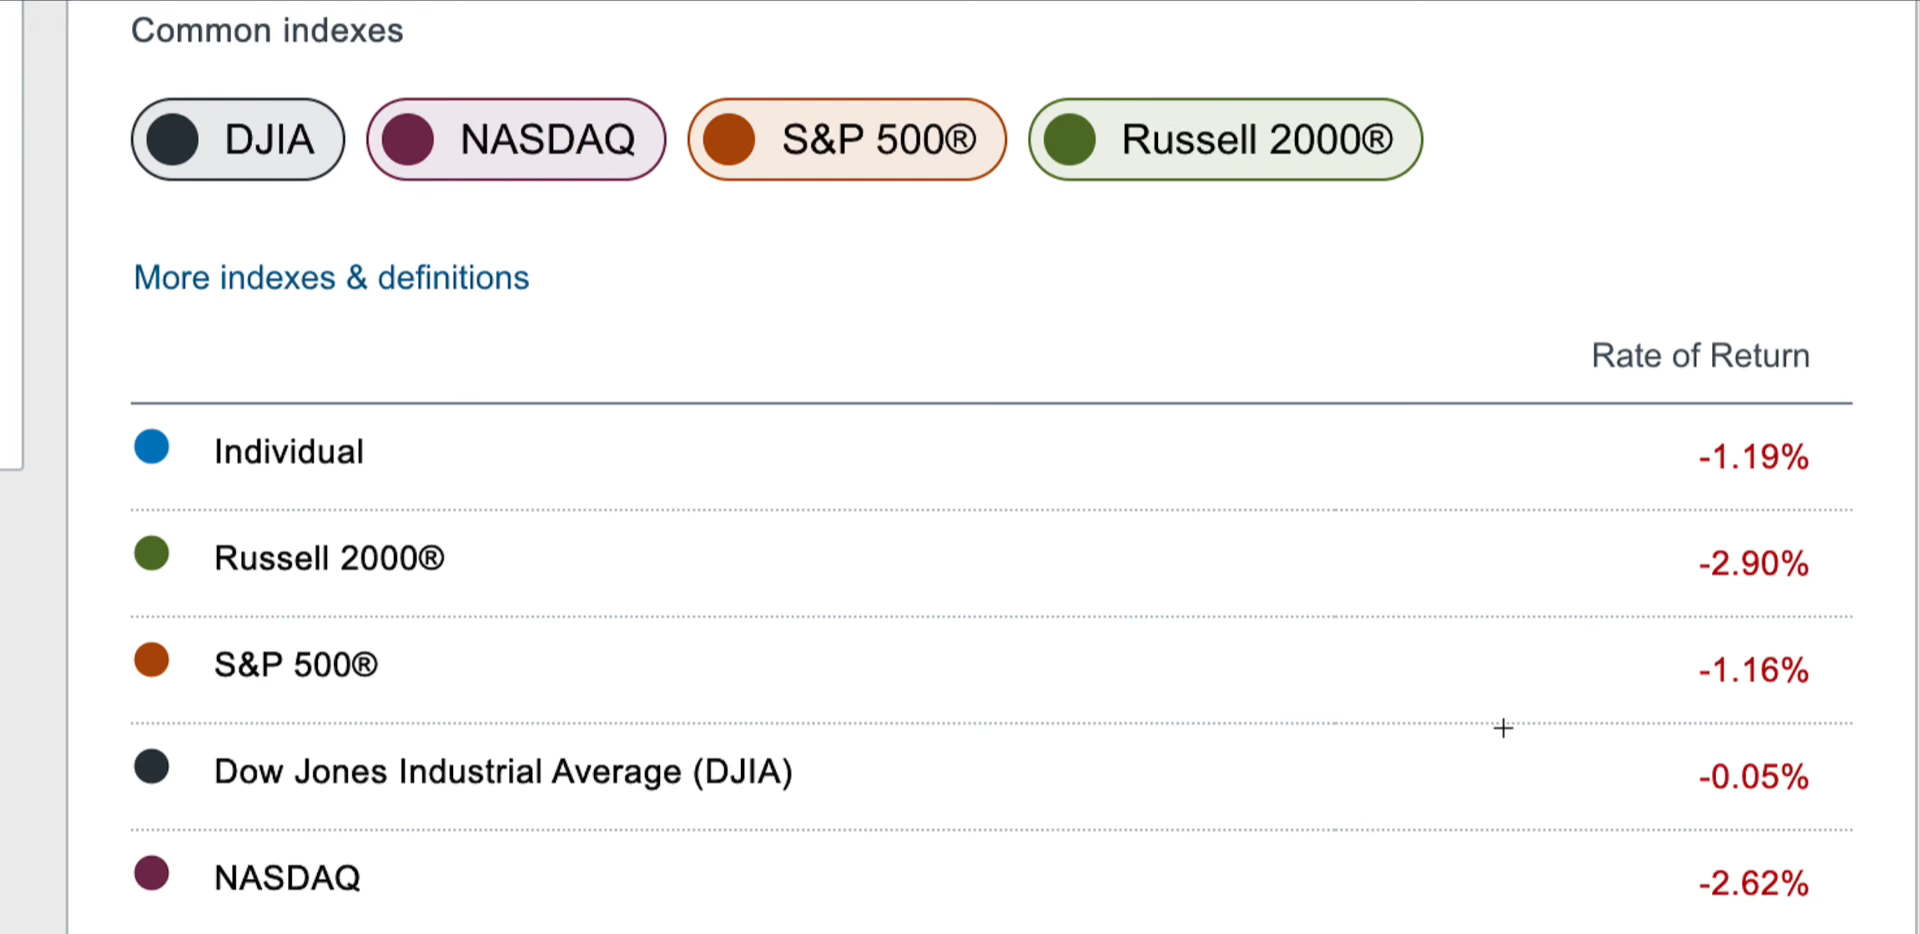 Common indexes
DJIA NASDAQ S&P 500® Russell 2000®
More indexes & definitions
Rate of Return
Individual -1.19%
Russell 2000® -2.90%
S&P 500® -1.16%
Dow Jones Industrial Average (DJIA) -0.05%
NASDAQ -2.62%